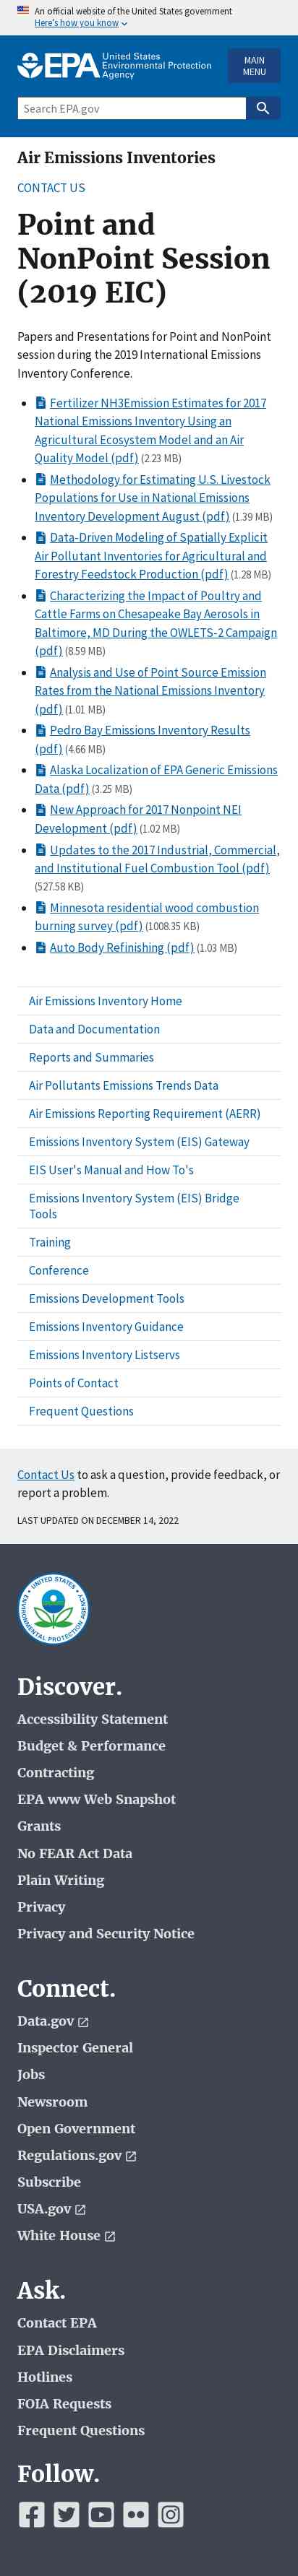 An official website of the United States government
Here's how you know
EPA United States
Environmental Protection
Agency
MAIN
MENU
Search EPA.gov
Air Emissions Inventories
CONTACT US
Point and
NonPoint Session
(2019 EIC)
Papers and Presentations for Point and NonPoint
session during the 2019 International Emissions
Inventory Conference.
Fertilizer NH3Emission Estimates for 2017
National Emissions Inventory Using an
Agricultural Ecosystem Model and an Air
Quality Model (pdf) (2.23 MB)
Methodology for Estimating U.S. Livestock
Populations for Use in National Emissions
Inventory Development August (pdf) (1.39 MB)
Data-Driven Modeling of Spatially Explicit
Air Pollutant Inventories for Agricultural and
Forestry Feedstock Production (pdf) (1.28 MB)
Characterizing the Impact of Poultry and
Cattle Farms on Chesapeake Bay Aerosols in
Baltimore, MD During the OWLETS-2 Campaign
(pdf) (8.59 MB)
Analysis and Use of Point Source Emission
Rates from the National Emissions Inventory
(pdf) (1.01 MB)
Pedro Bay Emissions Inventory Results
(pdf) (4.66 MB)
Alaska Localization of EPA Generic Emissions
Data (pdf) (3.25 MB)
New Approach for 2017 Nonpoint NEI
Development (pdf) (1.02 MB)
Updates to the 2017 Industrial, Commercial,
and Institutional Fuel Combustion Tool (pdf)
(527.58 KB)
Minnesota residential wood combustion
burning survey (pdf) (1008.35 KB)
Auto Body Refinishing (pdf) (1.03 MB)
Air Emissions Inventory Home
Data and Documentation
Reports and Summaries
Air Pollutants Emissions Trends Data
Air Emissions Reporting Requirement (AERR)
Emissions Inventory System (EIS) Gateway
EIS User's Manual and How To's
Emissions Inventory System (EIS) Bridge
Tools
Training
Conference
Emissions Development Tools
Emissions Inventory Guidance
Emissions Inventory Listservs
Points of Contact
Frequent Questions
Contact Us to ask a question, provide feedback, or
report a problem.
LAST UPDATED ON DECEMBER 14, 2022
UNITED STATES
ENVIRONMENTAL PROTECTION AGENCY
Discover.
Accessibility Statement
Budget & Performance
Contracting
EPA www Web Snapshot
Grants
No FEAR Act Data
Plain Writing
Privacy
Privacy and Security Notice
Connect.
Data.gov
Inspector General
Jobs
Newsroom
Open Government
Regulations.gov
Subscribe
USA.gov
White House
Ask.
Contact EPA
EPA Disclaimers
Hotlines
FOIA Requests
Frequent Questions
Follow.